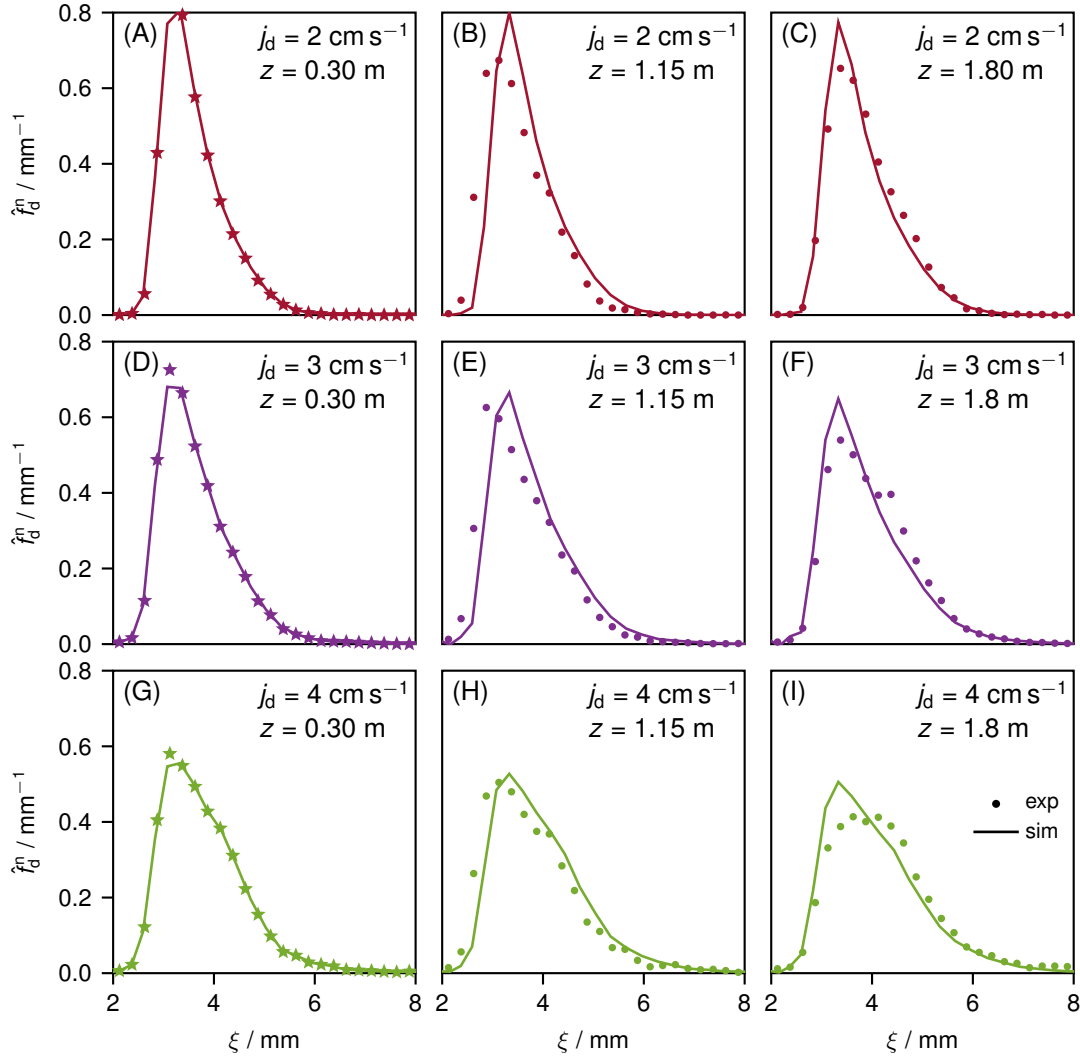 (A) j_d = 2 cm s⁻¹
z = 0.30 m
(B) j_d = 2 cm s⁻¹
z = 1.15 m
(C) j_d = 2 cm s⁻¹
z = 1.80 m
0.8
0.6
0.4
0.2
0.0
f̂_d^n / mm⁻¹
(D) j_d = 3 cm s⁻¹
z = 0.30 m
(E) j_d = 3 cm s⁻¹
z = 1.15 m
(F) j_d = 3 cm s⁻¹
z = 1.8 m
0.8
0.6
0.4
0.2
0.0
f̂_d^n / mm⁻¹
(G) j_d = 4 cm s⁻¹
z = 0.30 m
(H) j_d = 4 cm s⁻¹
z = 1.15 m
(I) j_d = 4 cm s⁻¹
z = 1.8 m
exp
sim
0.8
0.6
0.4
0.2
0.0
f̂_d^n / mm⁻¹
2 4 6 8
2 4 6 8
2 4 6 8
ξ / mm
ξ / mm
ξ / mm